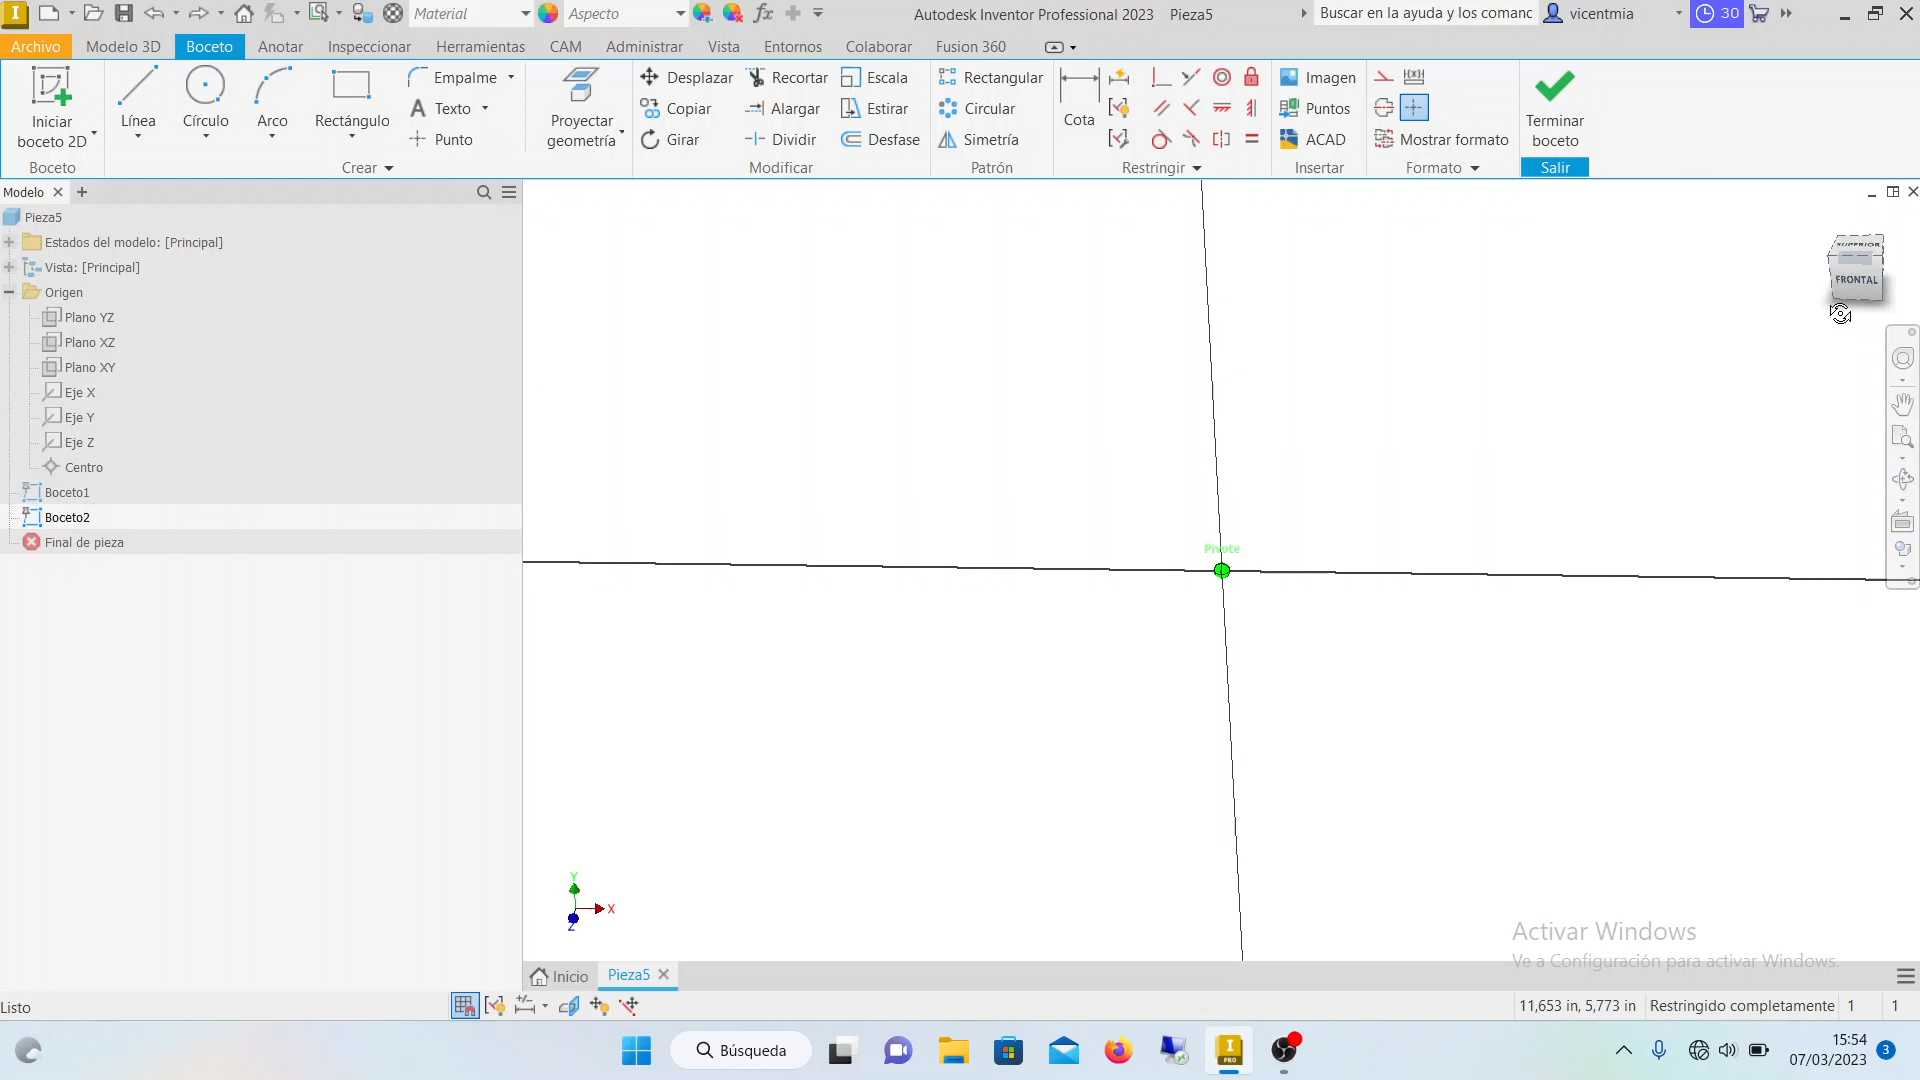 Material
Aspecto
Autodesk Inventor Professional 2023 Pieza5
Buscar en la ayuda y los comanc
vicentmia
30
Archivo
Modelo 3D
Boceto
Anotar
Inspeccionar
Herramientas
CAM
Administrar
Vista
Entornos
Colaborar
Fusion 360
Iniciar
boceto 2D
Línea
Círculo
Arco
Rectángulo
Empalme
Texto
Punto
Proyectar
geometría
Desplazar
Copiar
Girar
Recortar
Alargar
Dividir
Escala
Estirar
Desfase
Rectangular
Circular
Simetría
Cota
Imagen
Puntos
ACAD
Mostrar formato
Terminar
boceto
Boceto
Crear
Modificar
Patrón
Restringir
Insertar
Formato
Salir
Modelo
Pieza5
Estados del modelo: [Principal]
Vista: [Principal]
Origen
Plano YZ
Plano XZ
Plano XY
Eje X
Eje Y
Eje Z
Centro
Boceto1
Boceto2
Final de pieza
SUPERIOR
FRONTAL
Pivote
Y
X
Z
Activar Windows
Ve a Configuración para activar Windows.
Inicio
Pieza5
Listo
11,653 in, 5,773 in
Restringido completamente
1
1
Búsqueda
I
PRO
15:54
07/03/2023
3